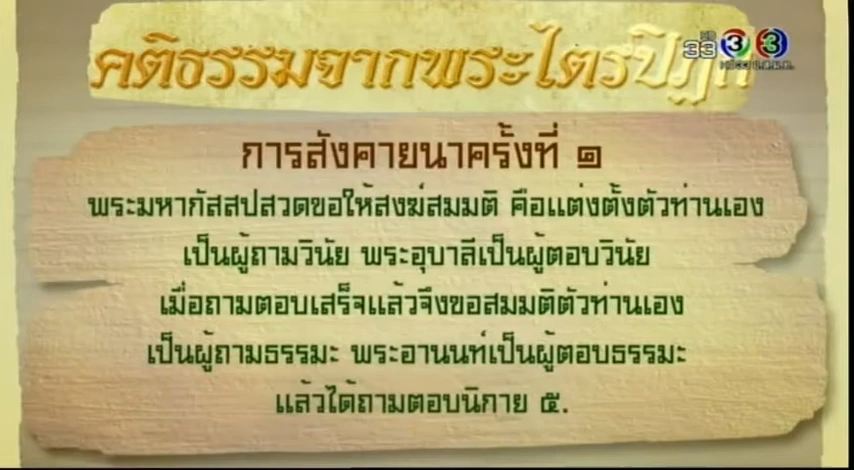 คติธรรมจากพระไตรปิฎก
33 3 3
การสังคายนาครั้งที่ ๑
พระมหากัสสปสวดขอให้สงฆ์สมมติ คือแต่งตั้งตัวท่านเอง
เป็นผู้ถามวินัย พระอุบาลีเป็นผู้ตอบวินัย
เมื่อถามตอบเสร็จแล้วจึงขอสมมติตัวท่านเอง
เป็นผู้ถามธรรมะ พระอานนท์เป็นผู้ตอบธรรมะ
แล้วได้ถามตอบนิกาย ๕.